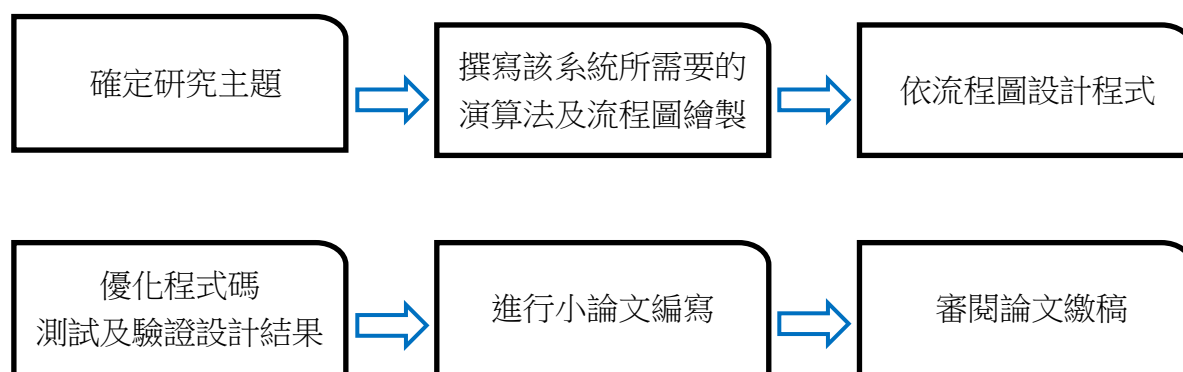 確定研究主題
撰寫該系統所需要的
演算法及流程圖繪製
依流程圖設計程式
優化程式碼
測試及驗證設計結果
進行小論文編寫
審閱論文繳稿